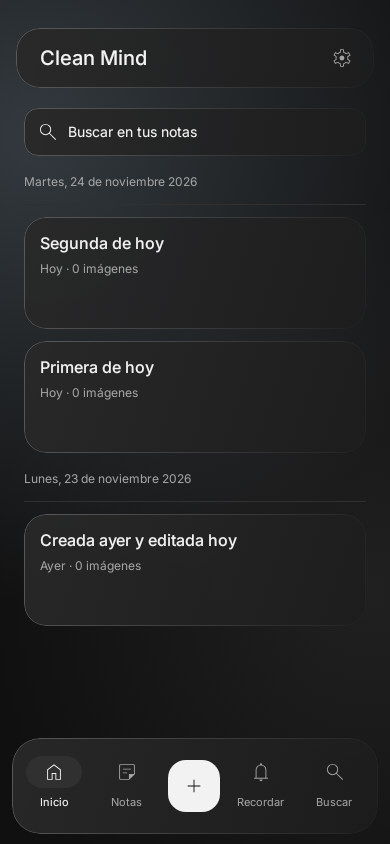 Clean Mind
Buscar en tus notas
Martes, 24 de noviembre 2026
Segunda de hoy
Hoy · 0 imágenes
Primera de hoy
Hoy · 0 imágenes
Lunes, 23 de noviembre 2026
Creada ayer y editada hoy
Ayer · 0 imágenes
Inicio
Notas
Recordar
Buscar